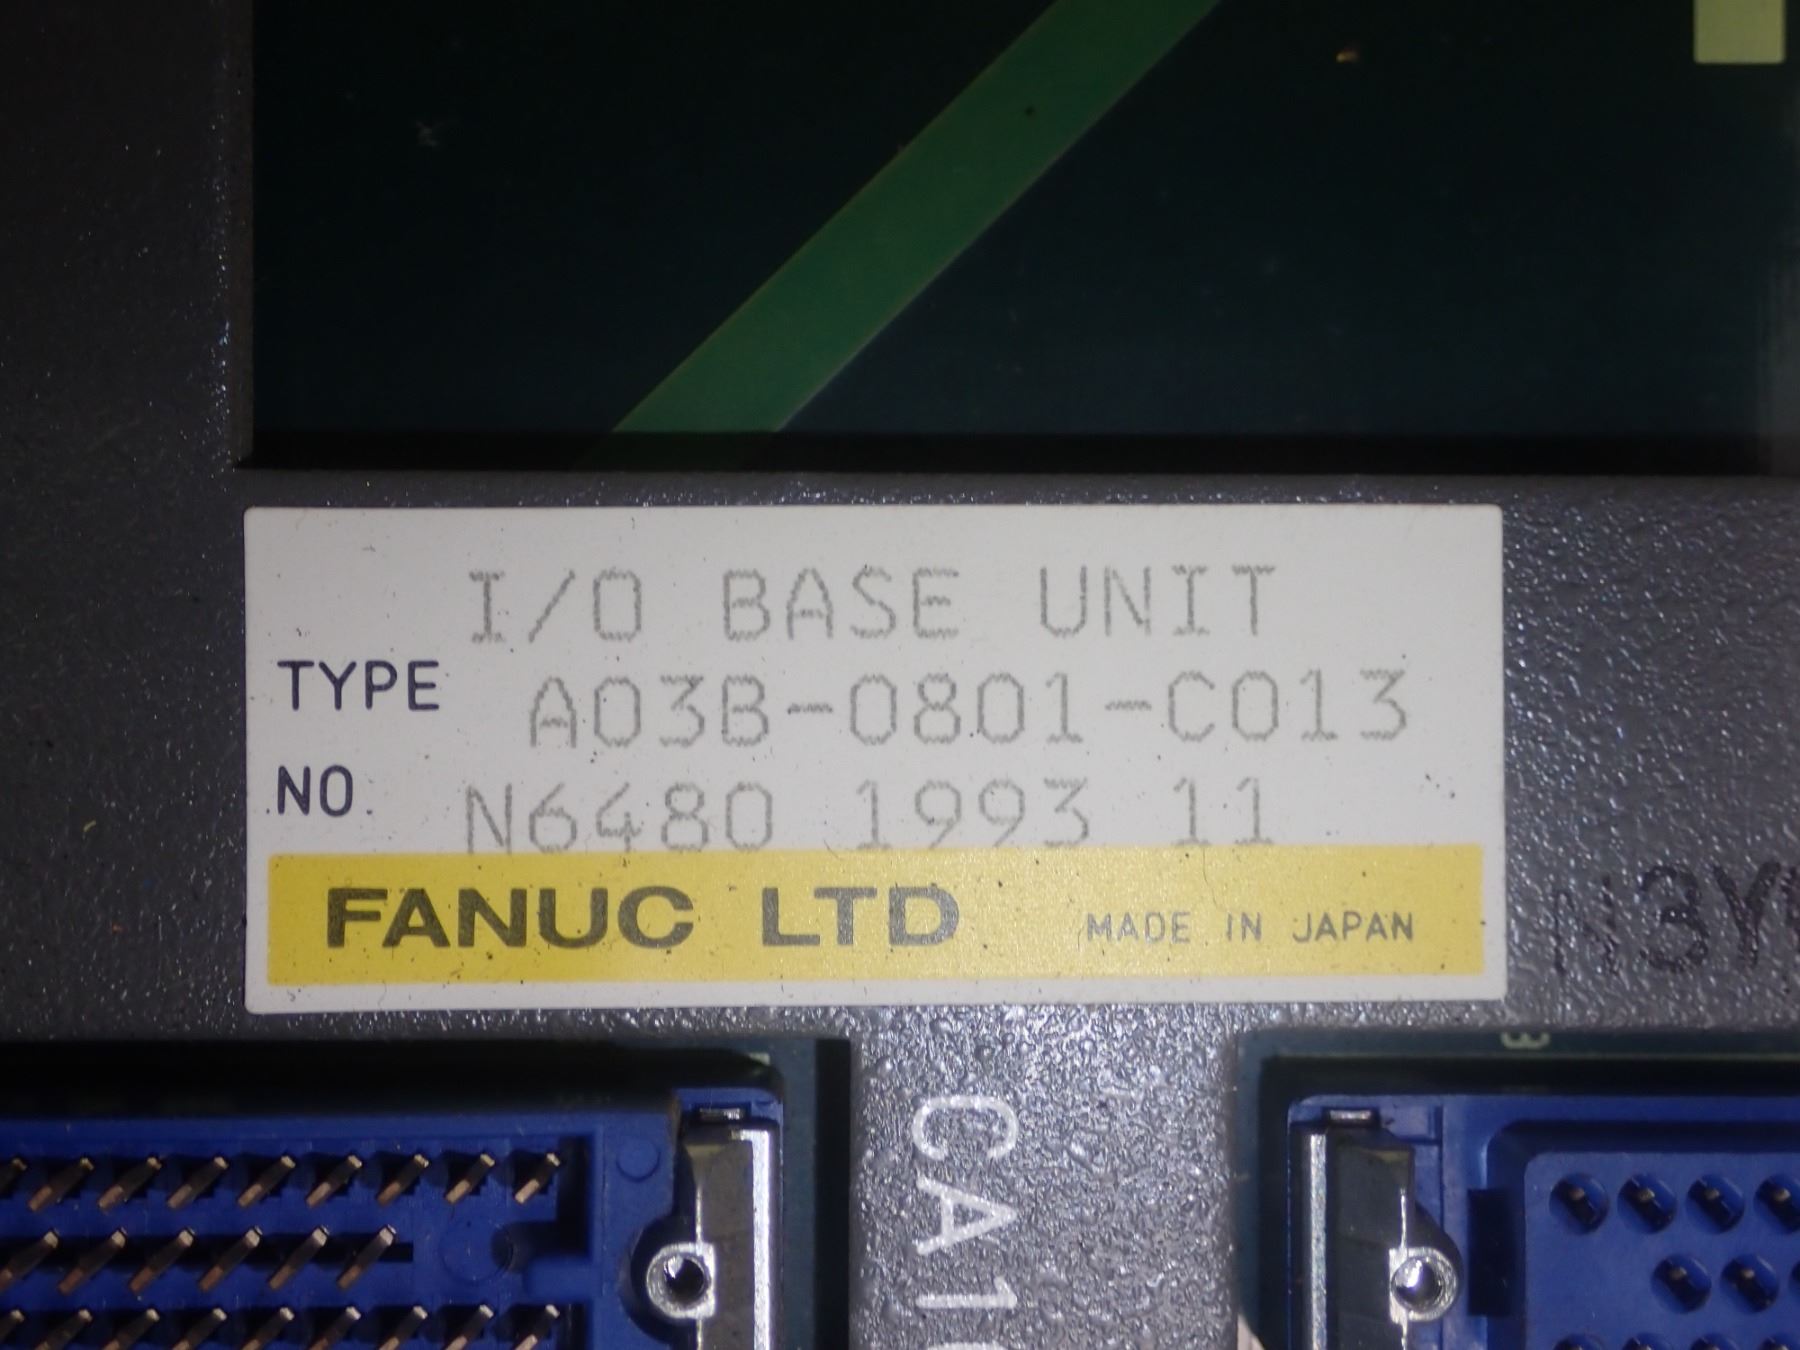 I/O BASE UNIT
TYPE A03B-0801-C013
NO. N6480 1993 11
FANUC LTD MADE IN JAPAN